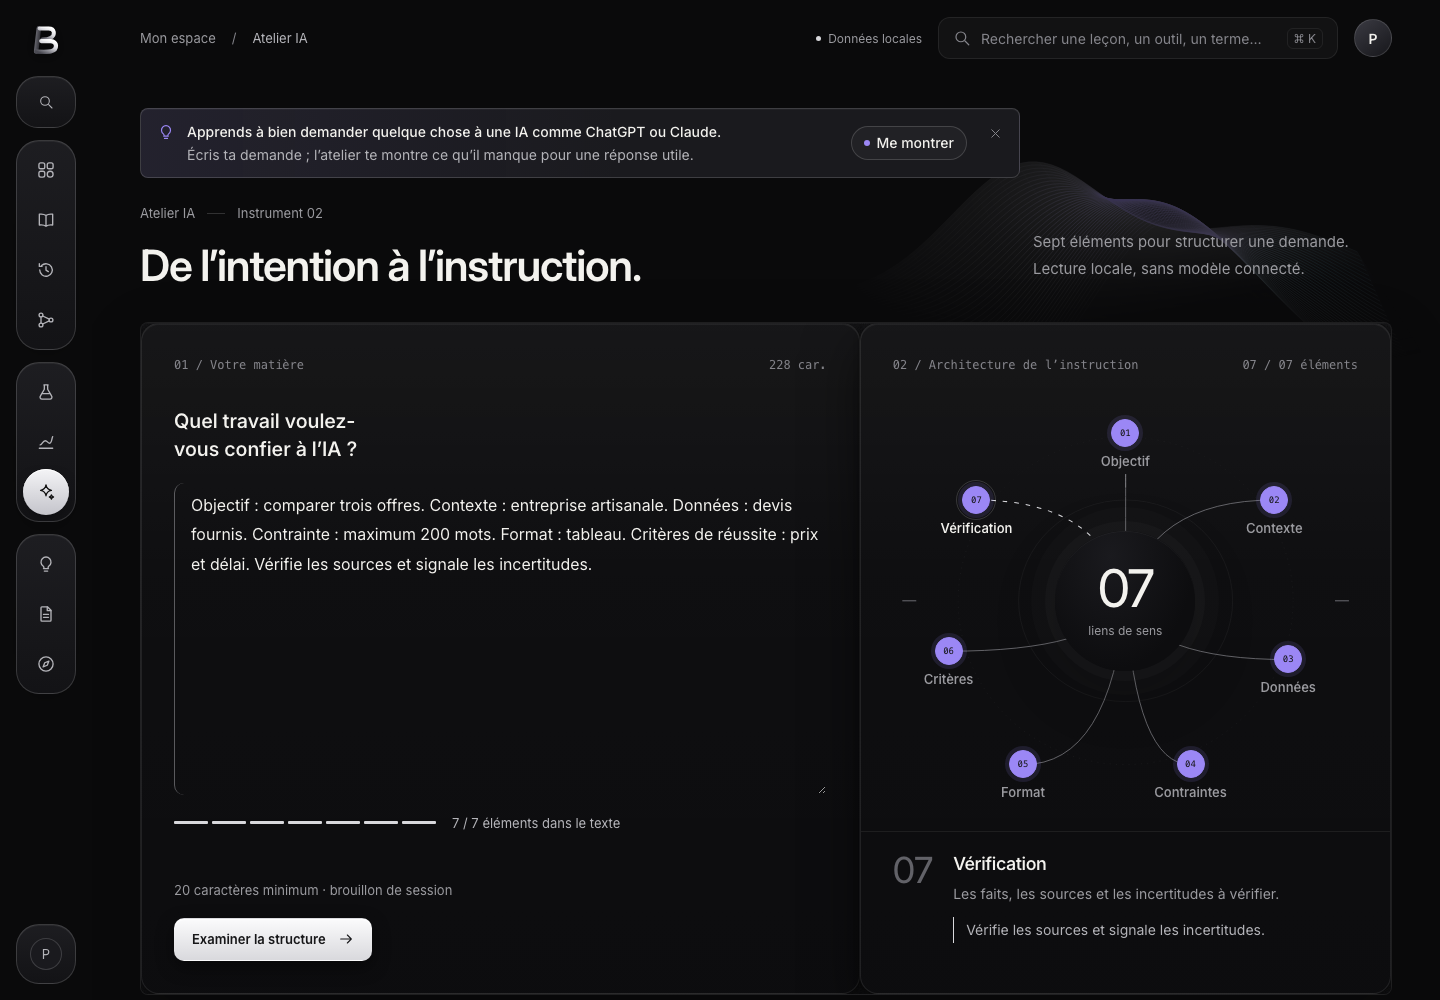 B
Mon espace / Atelier IA
Données locales
Rechercher une leçon, un outil, un terme...
⌘ K
P
Apprends à bien demander quelque chose à une IA comme ChatGPT ou Claude.
Écris ta demande ; l’atelier te montre ce qu’il manque pour une réponse utile.
Me montrer
Atelier IA — Instrument 02
De l’intention à l’instruction.
Sept éléments pour structurer une demande.
Lecture locale, sans modèle connecté.
01 / Votre matière
228 car.
Quel travail voulez-
vous confier à l’IA ?
Objectif : comparer trois offres. Contexte : entreprise artisanale. Données : devis
fournis. Contrainte : maximum 200 mots. Format : tableau. Critères de réussite : prix
et délai. Vérifie les sources et signale les incertitudes.
7 / 7 éléments dans le texte
20 caractères minimum · brouillon de session
Examiner la structure →
02 / Architecture de l’instruction
07 / 07 éléments
01
Objectif
07
Vérification
02
Contexte
07
liens de sens
06
Critères
03
Données
05
Format
04
Contraintes
07
Vérification
Les faits, les sources et les incertitudes à vérifier.
Vérifie les sources et signale les incertitudes.
P